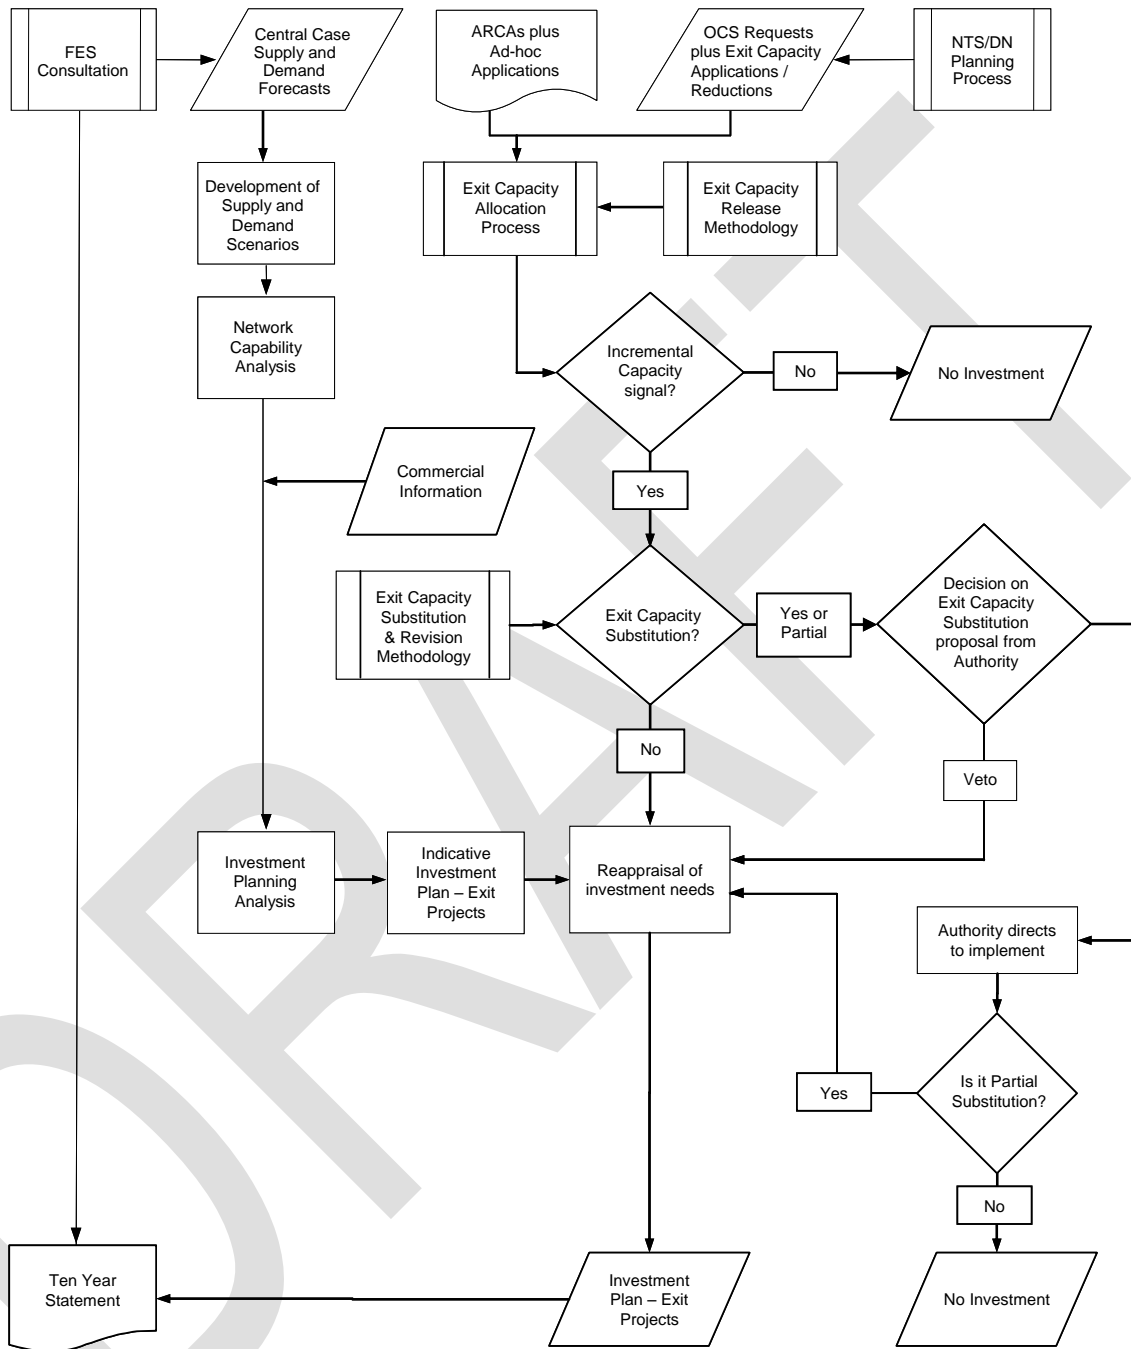 FES
Consultation
Central Case
Supply and
Demand
Forecasts
ARCAs plus
Ad-hoc
Applications
OCS Requests
plus Exit Capacity
Applications /
Reductions
NTS/DN
Planning
Process
Development of
Supply and
Demand
Scenarios
Exit Capacity
Allocation
Process
Exit Capacity
Release
Methodology
Network
Capability
Analysis
Incremental
Capacity
signal?
No
No Investment
Commercial
Information
Yes
Exit Capacity
Substitution
& Revision
Methodology
Exit Capacity
Substitution?
Yes or
Partial
Decision on
Exit Capacity
Substitution
proposal from
Authority
No
Veto
Investment
Planning
Analysis
Indicative
Investment
Plan – Exit
Projects
Reappraisal of
investment needs
Authority directs
to implement
Yes
Is it Partial
Substitution?
No
Ten Year
Statement
Investment
Plan – Exit
Projects
No Investment
DRAFT